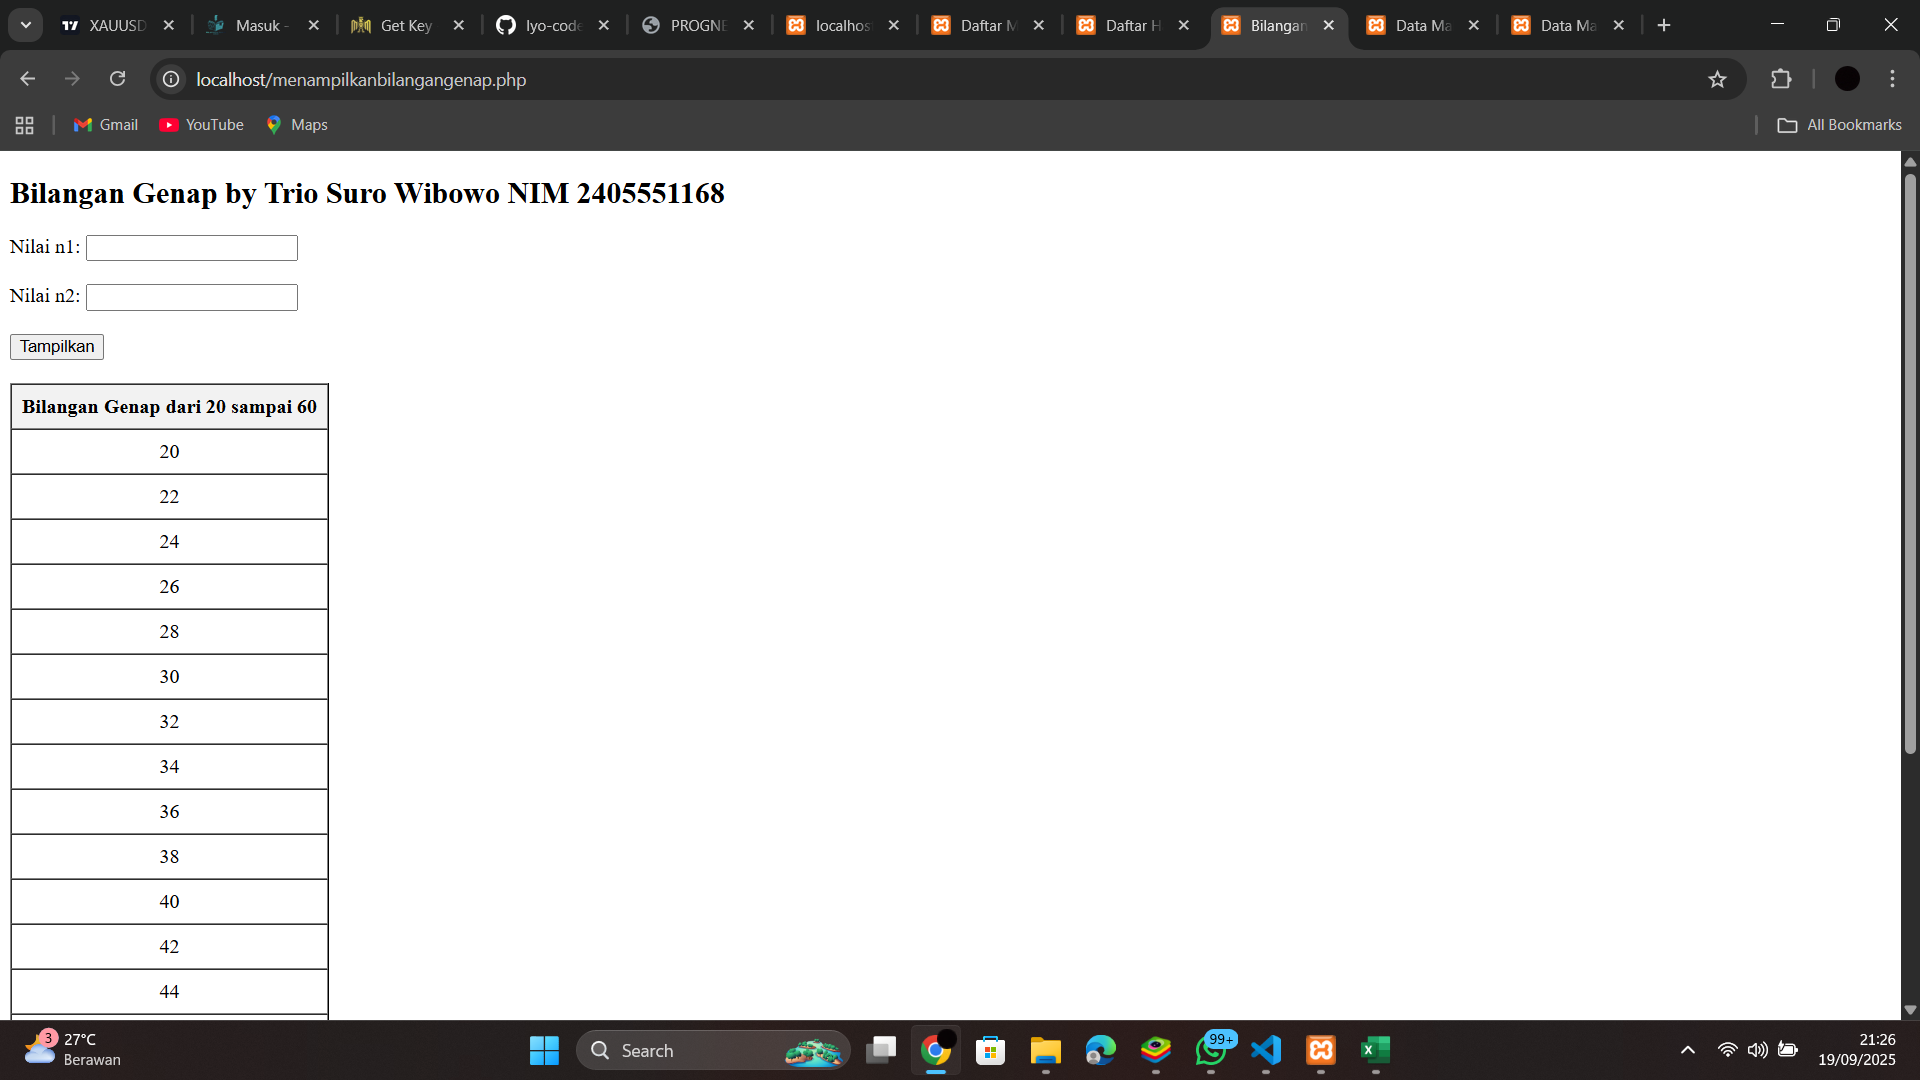 XAUUSD
Masuk -
Get Key
lyo-code
PROGNE
localhos
Daftar M
Daftar H
Bilangan
Data Ma
Data Ma
localhost/menampilkanbilangangenap.php
Gmail
YouTube
Maps
All Bookmarks
Bilangan Genap by Trio Suro Wibowo NIM 2405551168
Nilai n1:
Nilai n2:
Tampilkan
Bilangan Genap dari 20 sampai 60
20
22
24
26
28
30
32
34
36
38
40
42
44
3
27°C
Berawan
Search
99+
21:26
19/09/2025